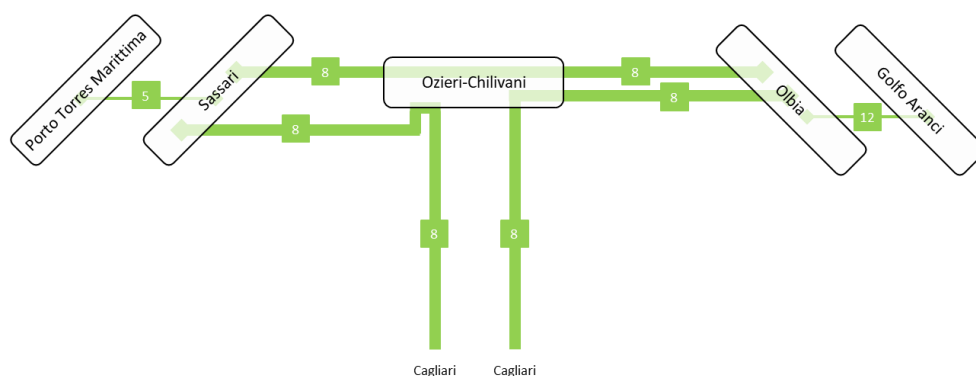 Porto Torres Marittima
5
Sassari
8
8
Ozieri-Chilivani
8
8
Olbia
12
Golfo Aranci
8
8
Cagliari
Cagliari